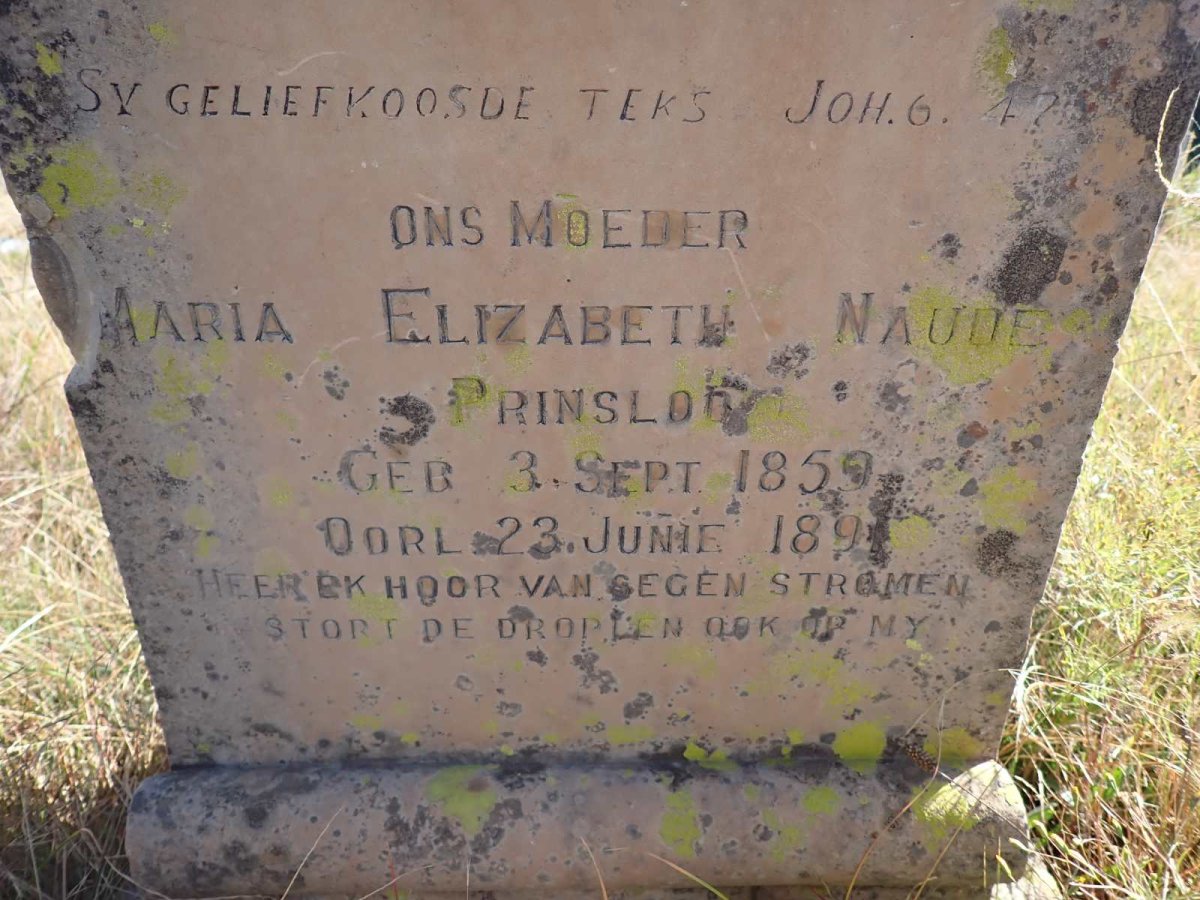 SY GELIEFKOOSDE TEKS JOH. 6. 47
ONS MOEDER
MARIA ELIZABETH NAUDE
PRINSLOO
GEB 3 SEPT. 1859
OORL. 23. JUNIE
HEER EK HOOR VAN SEGEN STROMEN
STORT DE DROPLEN OOK OP MY